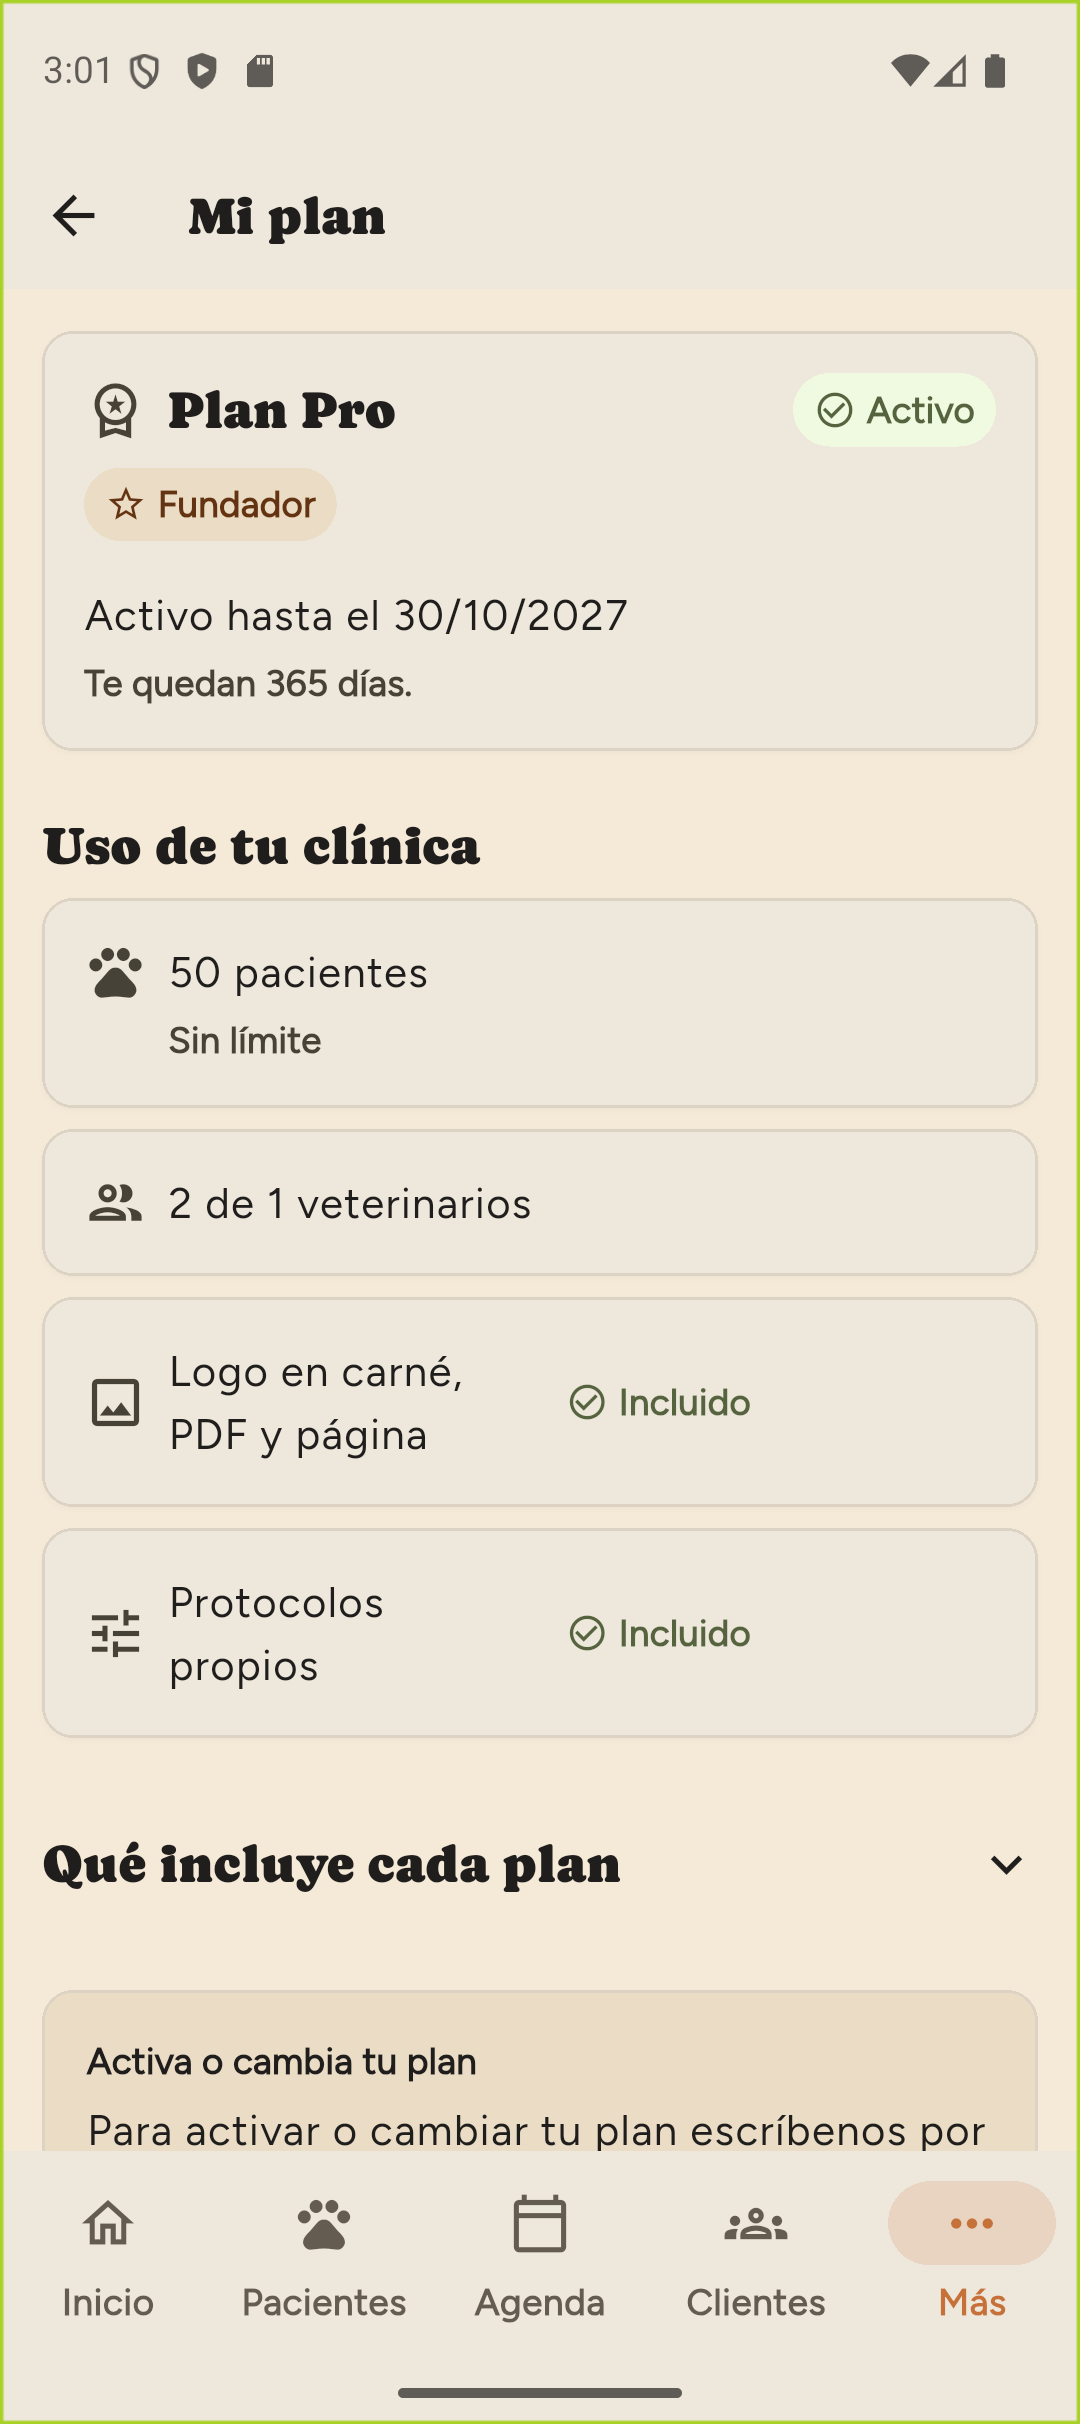 3:01
Mi plan
Plan Pro
Activo
Fundador
Activo hasta el 30/10/2027
Te quedan 365 días.
Uso de tu clínica
50 pacientes
Sin límite
2 de 1 veterinarios
Logo en carné,
PDF y página
Incluido
Protocolos
propios
Incluido
Qué incluye cada plan
Activa o cambia tu plan
Para activar o cambiar tu plan escríbenos por
Inicio
Pacientes
Agenda
Clientes
Más